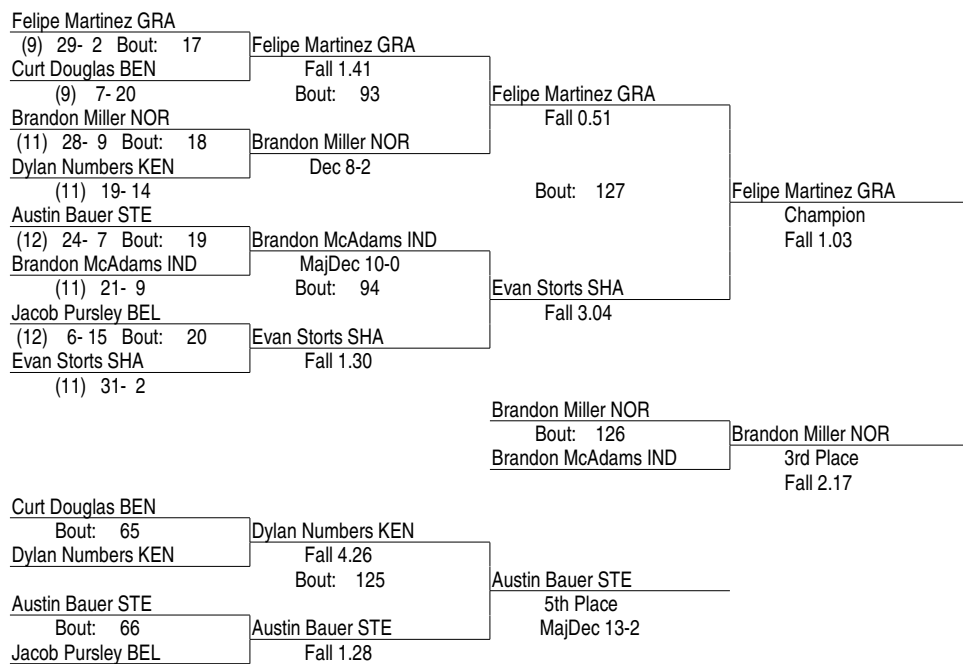 Felipe Martinez GRA
(9) 29- 2 Bout: 17 Felipe Martinez GRA
Curt Douglas BEN Fall 1.41
(9) 7- 20 Bout: 93 Felipe Martinez GRA
Brandon Miller NOR Fall 0.51
(11) 28- 9 Bout: 18 Brandon Miller NOR
Dylan Numbers KEN Dec 8-2
(11) 19- 14 Bout: 127 Felipe Martinez GRA
Austin Bauer STE Champion
(12) 24- 7 Bout: 19 Brandon McAdams IND Fall 1.03
Brandon McAdams IND MajDec 10-0
(11) 21- 9 Bout: 94 Evan Storts SHA
Jacob Pursley BEL Fall 3.04
(12) 6- 15 Bout: 20 Evan Storts SHA
Evan Storts SHA Fall 1.30
(11) 31- 2
Brandon Miller NOR
Bout: 126 Brandon Miller NOR
Brandon McAdams IND 3rd Place
Fall 2.17
Curt Douglas BEN
Bout: 65 Dylan Numbers KEN
Dylan Numbers KEN Fall 4.26
Bout: 125 Austin Bauer STE
Austin Bauer STE 5th Place
Bout: 66 Austin Bauer STE MajDec 13-2
Jacob Pursley BEL Fall 1.28